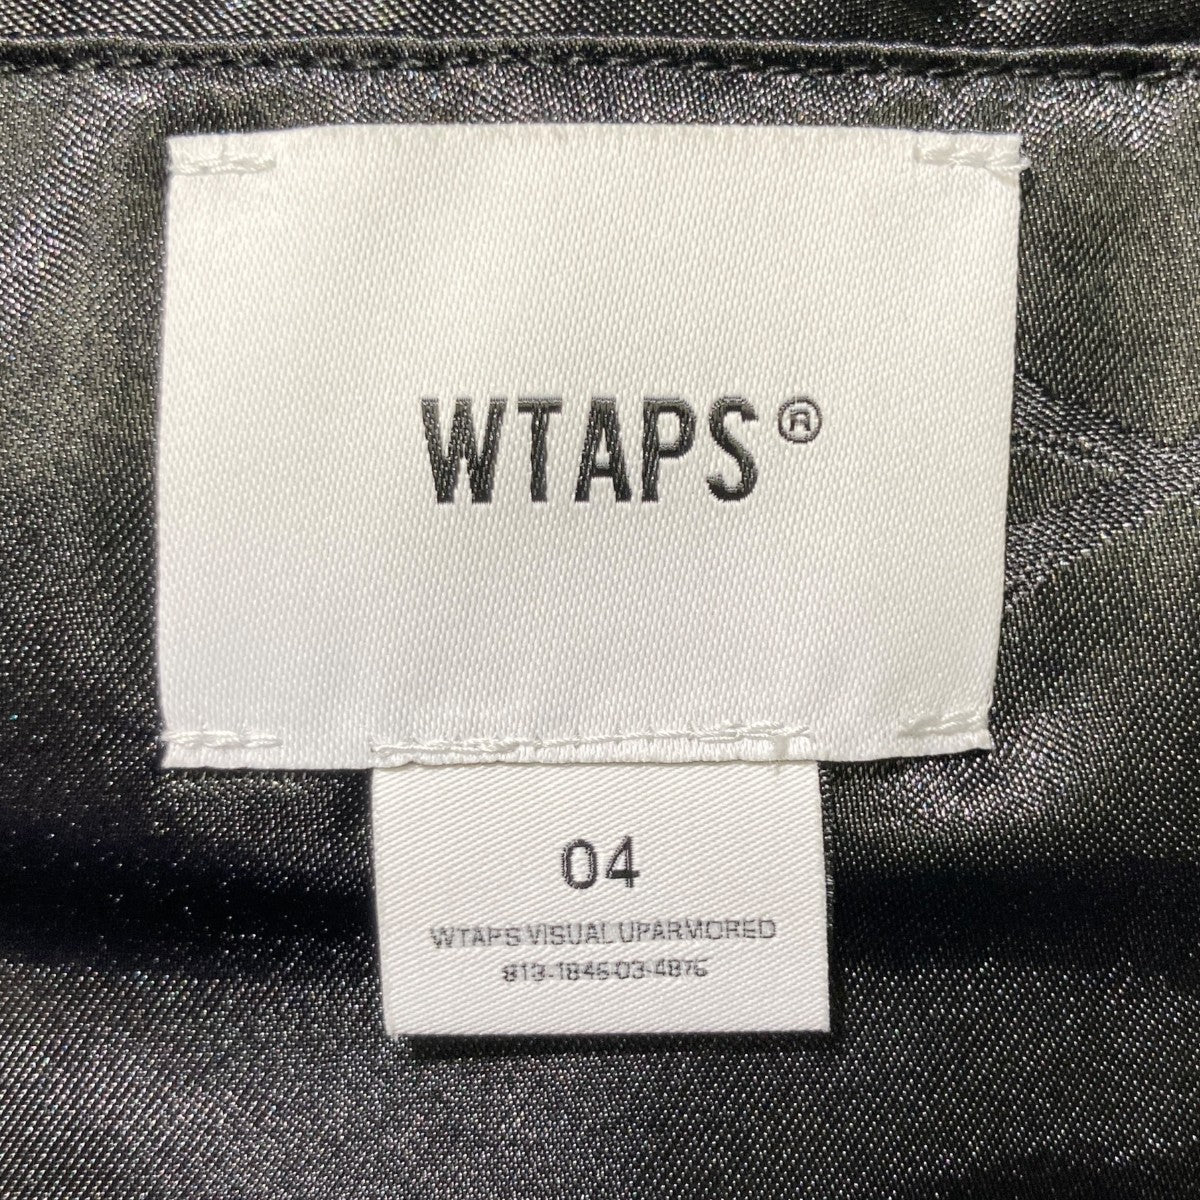 WTAPS®
04
WTAPS VISUAL UPARMORED
813-1846-03-4876